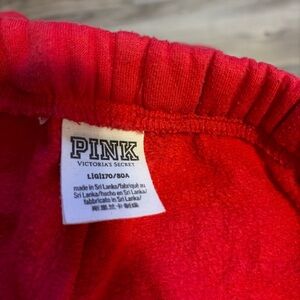 PINK
VICTORIA'S SECRET
L|G|170/80A
made in
Sri Lanka/fabriqué au
Sri Lanka/hecho en Sri Lanka/
fabbricato in Sri Lanka/